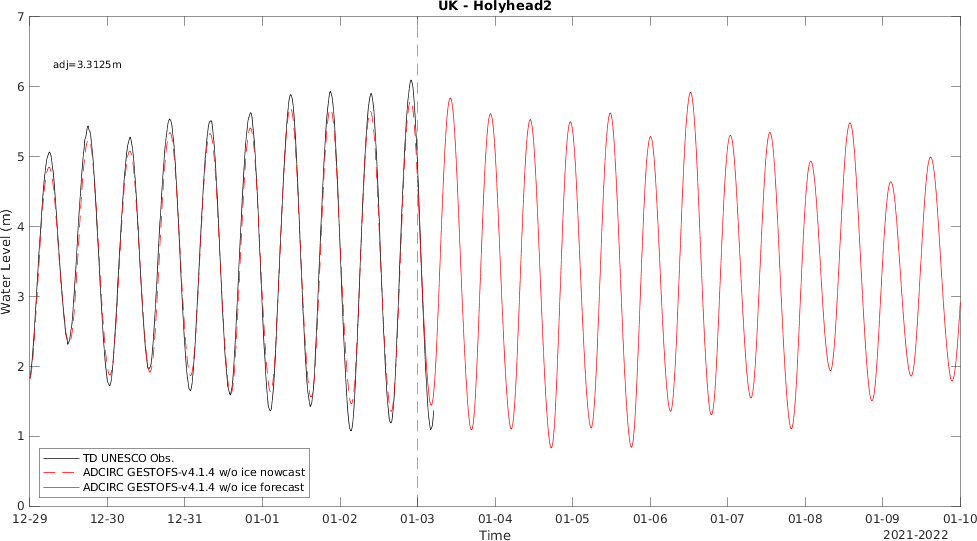 UK - Holyhead2
7
adj=3.3125m
6
5
4
3
2
1
0
Water Level (m)
TD UNESCO Obs.
ADCIRC GESTOFS-v4.1.4 w/o ice nowcast
ADCIRC GESTOFS-v4.1.4 w/o ice forecast
12-29 12-30 12-31 01-01 01-02 01-03 01-04 01-05 01-06 01-07 01-08 01-09 01-10
Time
2021-2022